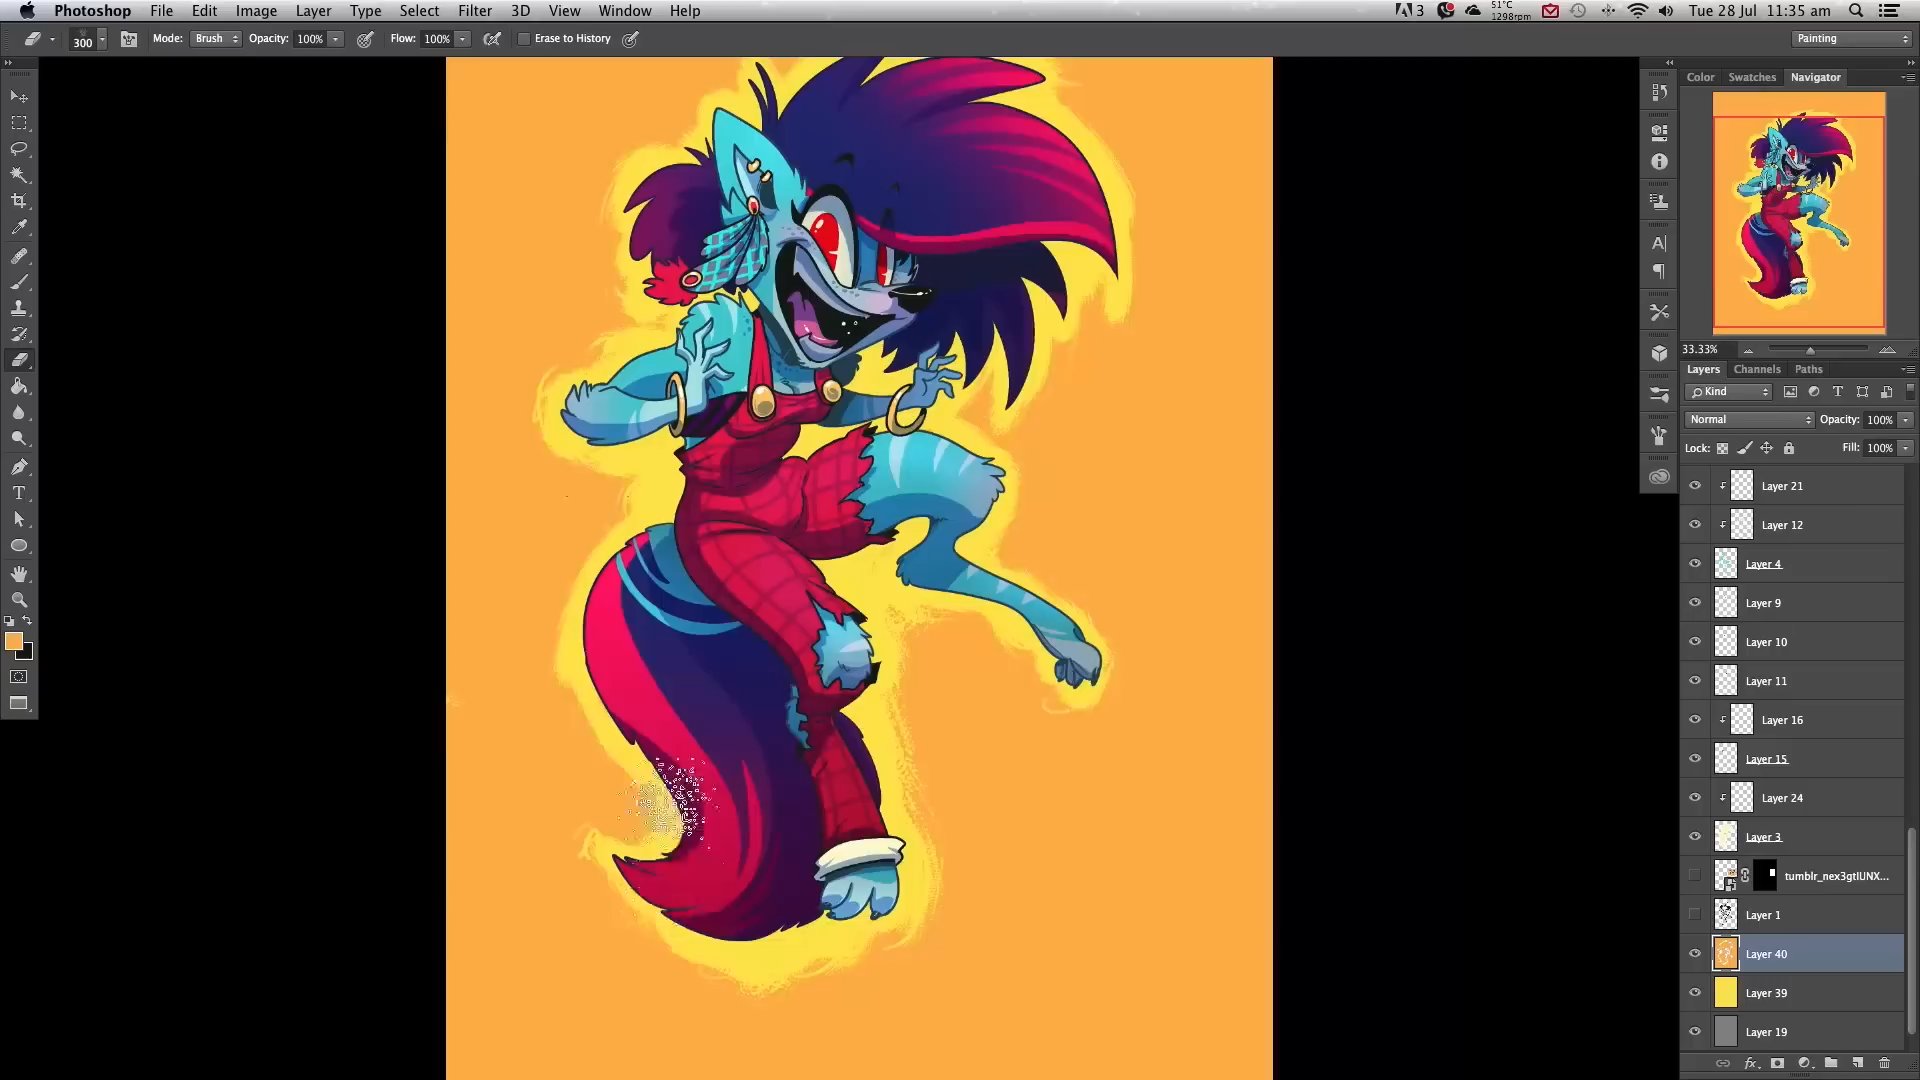 Photoshop File Edit Image Layer Type Select Filter 3D View Window Help
3 51°C 1298rpm Tue 28 Jul 11:35 am
300 Mode: Brush Opacity: 100% Flow: 100% Erase to History Painting
Color Swatches Navigator
33.33%
Layers Channels Paths
Kind
Normal Opacity: 100%
Lock: Fill: 100%
Layer 21
Layer 12
Layer 4
Layer 9
Layer 10
Layer 11
Layer 16
Layer 15
Layer 24
Layer 3
tumblr_nex3gtIUNX...
Layer 1
Layer 40
Layer 39
Layer 19